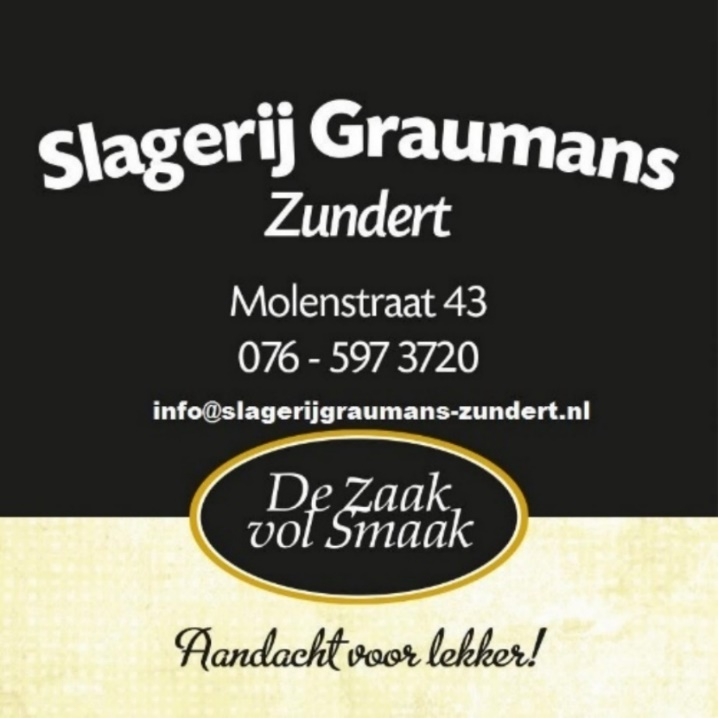 Slagerij Graumans
Zundert
Molenstraat 43
076 - 597 3720
info@slagerijgraumans-zundert.nl
De Zaak
vol Smaak
Aandacht voor lekker!